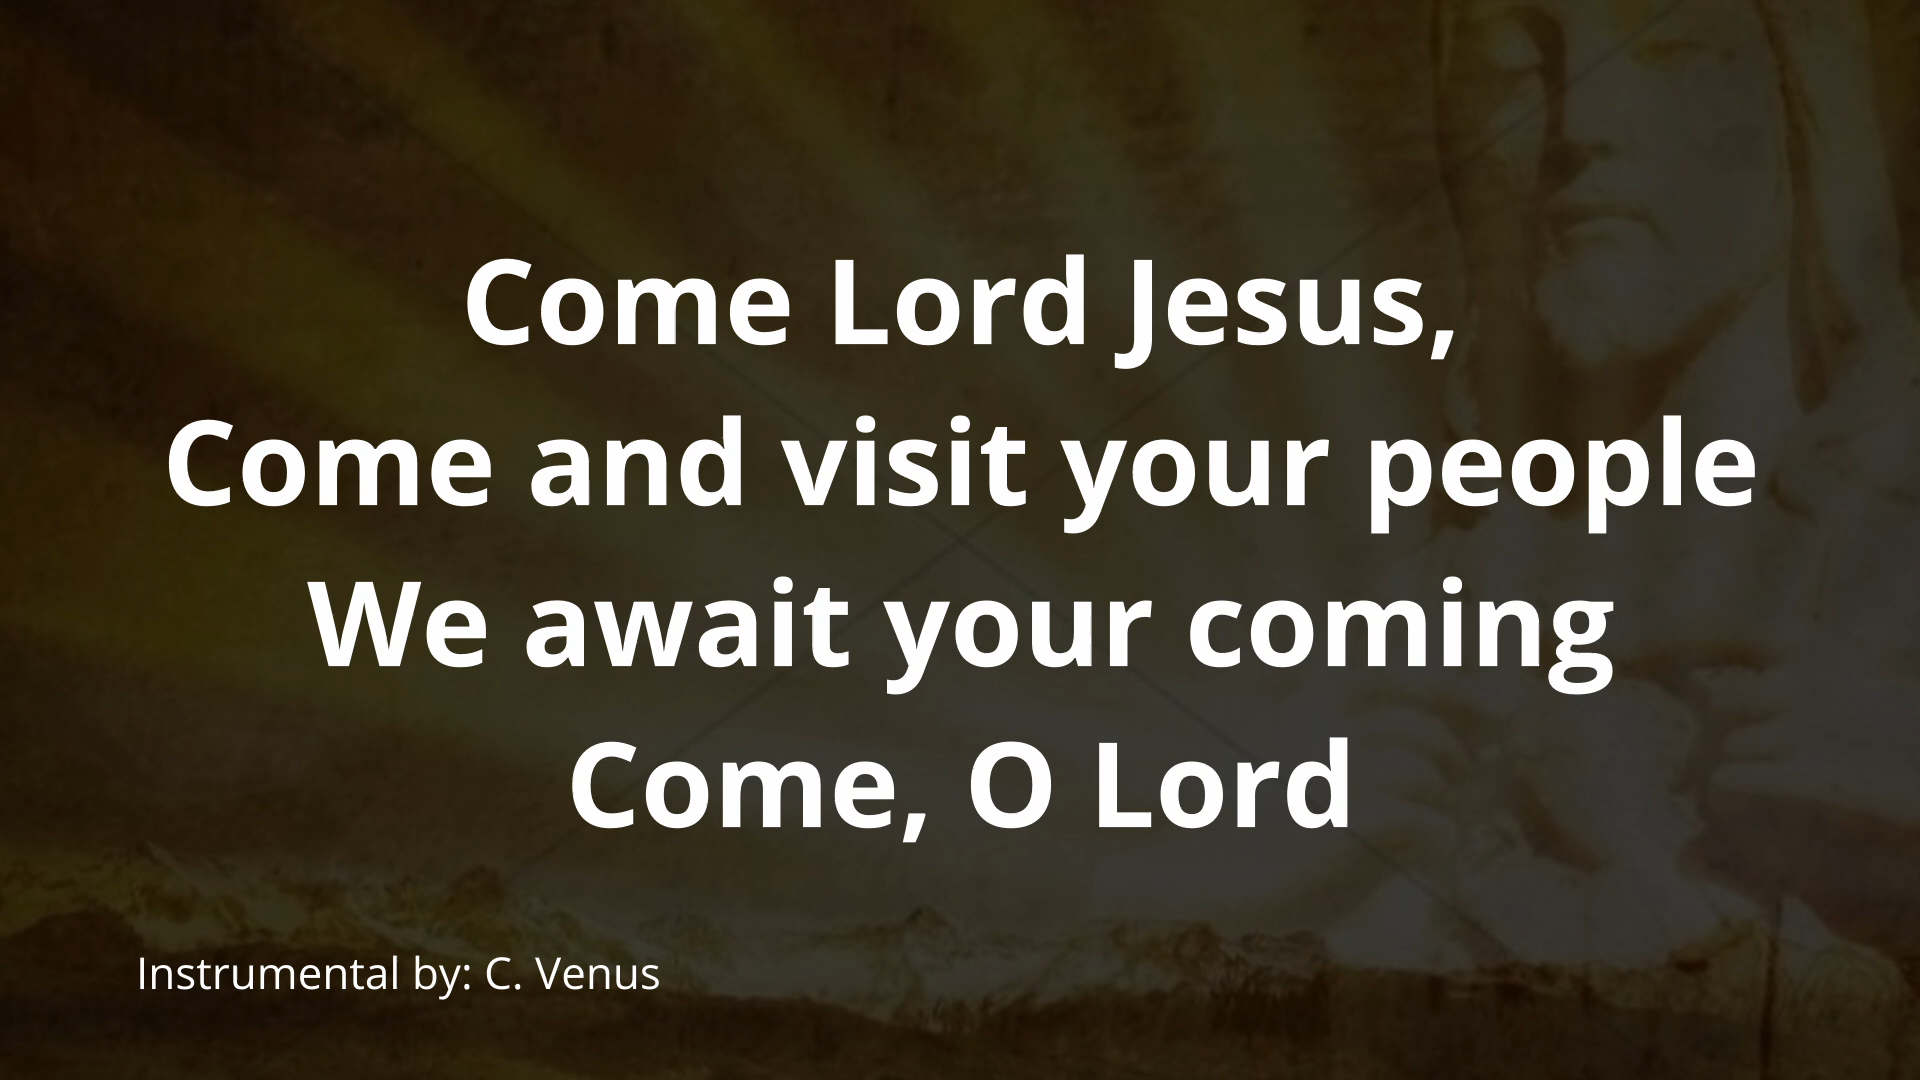 Come Lord Jesus,
Come and visit your people
We await your coming
Come, O Lord
Instrumental by: C. Venus